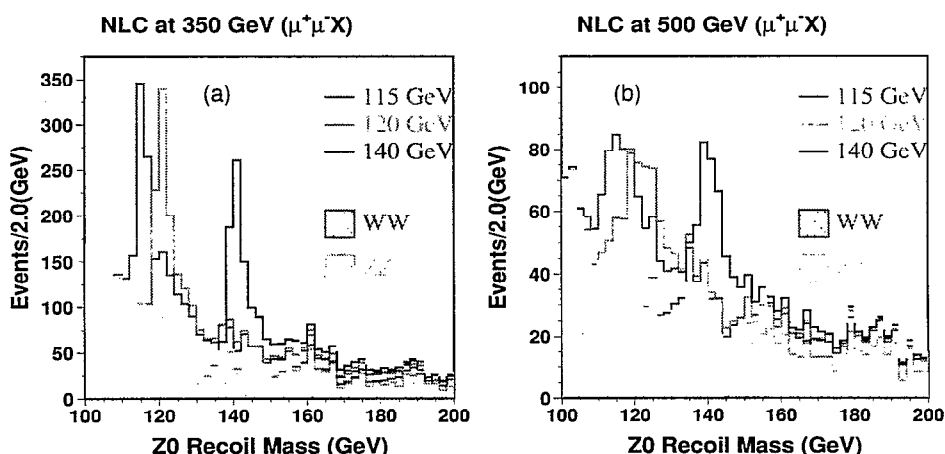 NLC at 350 GeV (μ⁺μ⁻X)
350
300
250
200
150
100
50
0
Events/2.0(GeV)
(a)
115 GeV
120 GeV
140 GeV
WW
100 120 140 160 180 200
Z0 Recoil Mass (GeV)
NLC at 500 GeV (μ⁺μ⁻X)
100
80
60
40
20
0
Events/2.0(GeV)
(b)
115 GeV
120 GeV
140 GeV
WW
100 120 140 160 180 200
Z0 Recoil Mass (GeV)